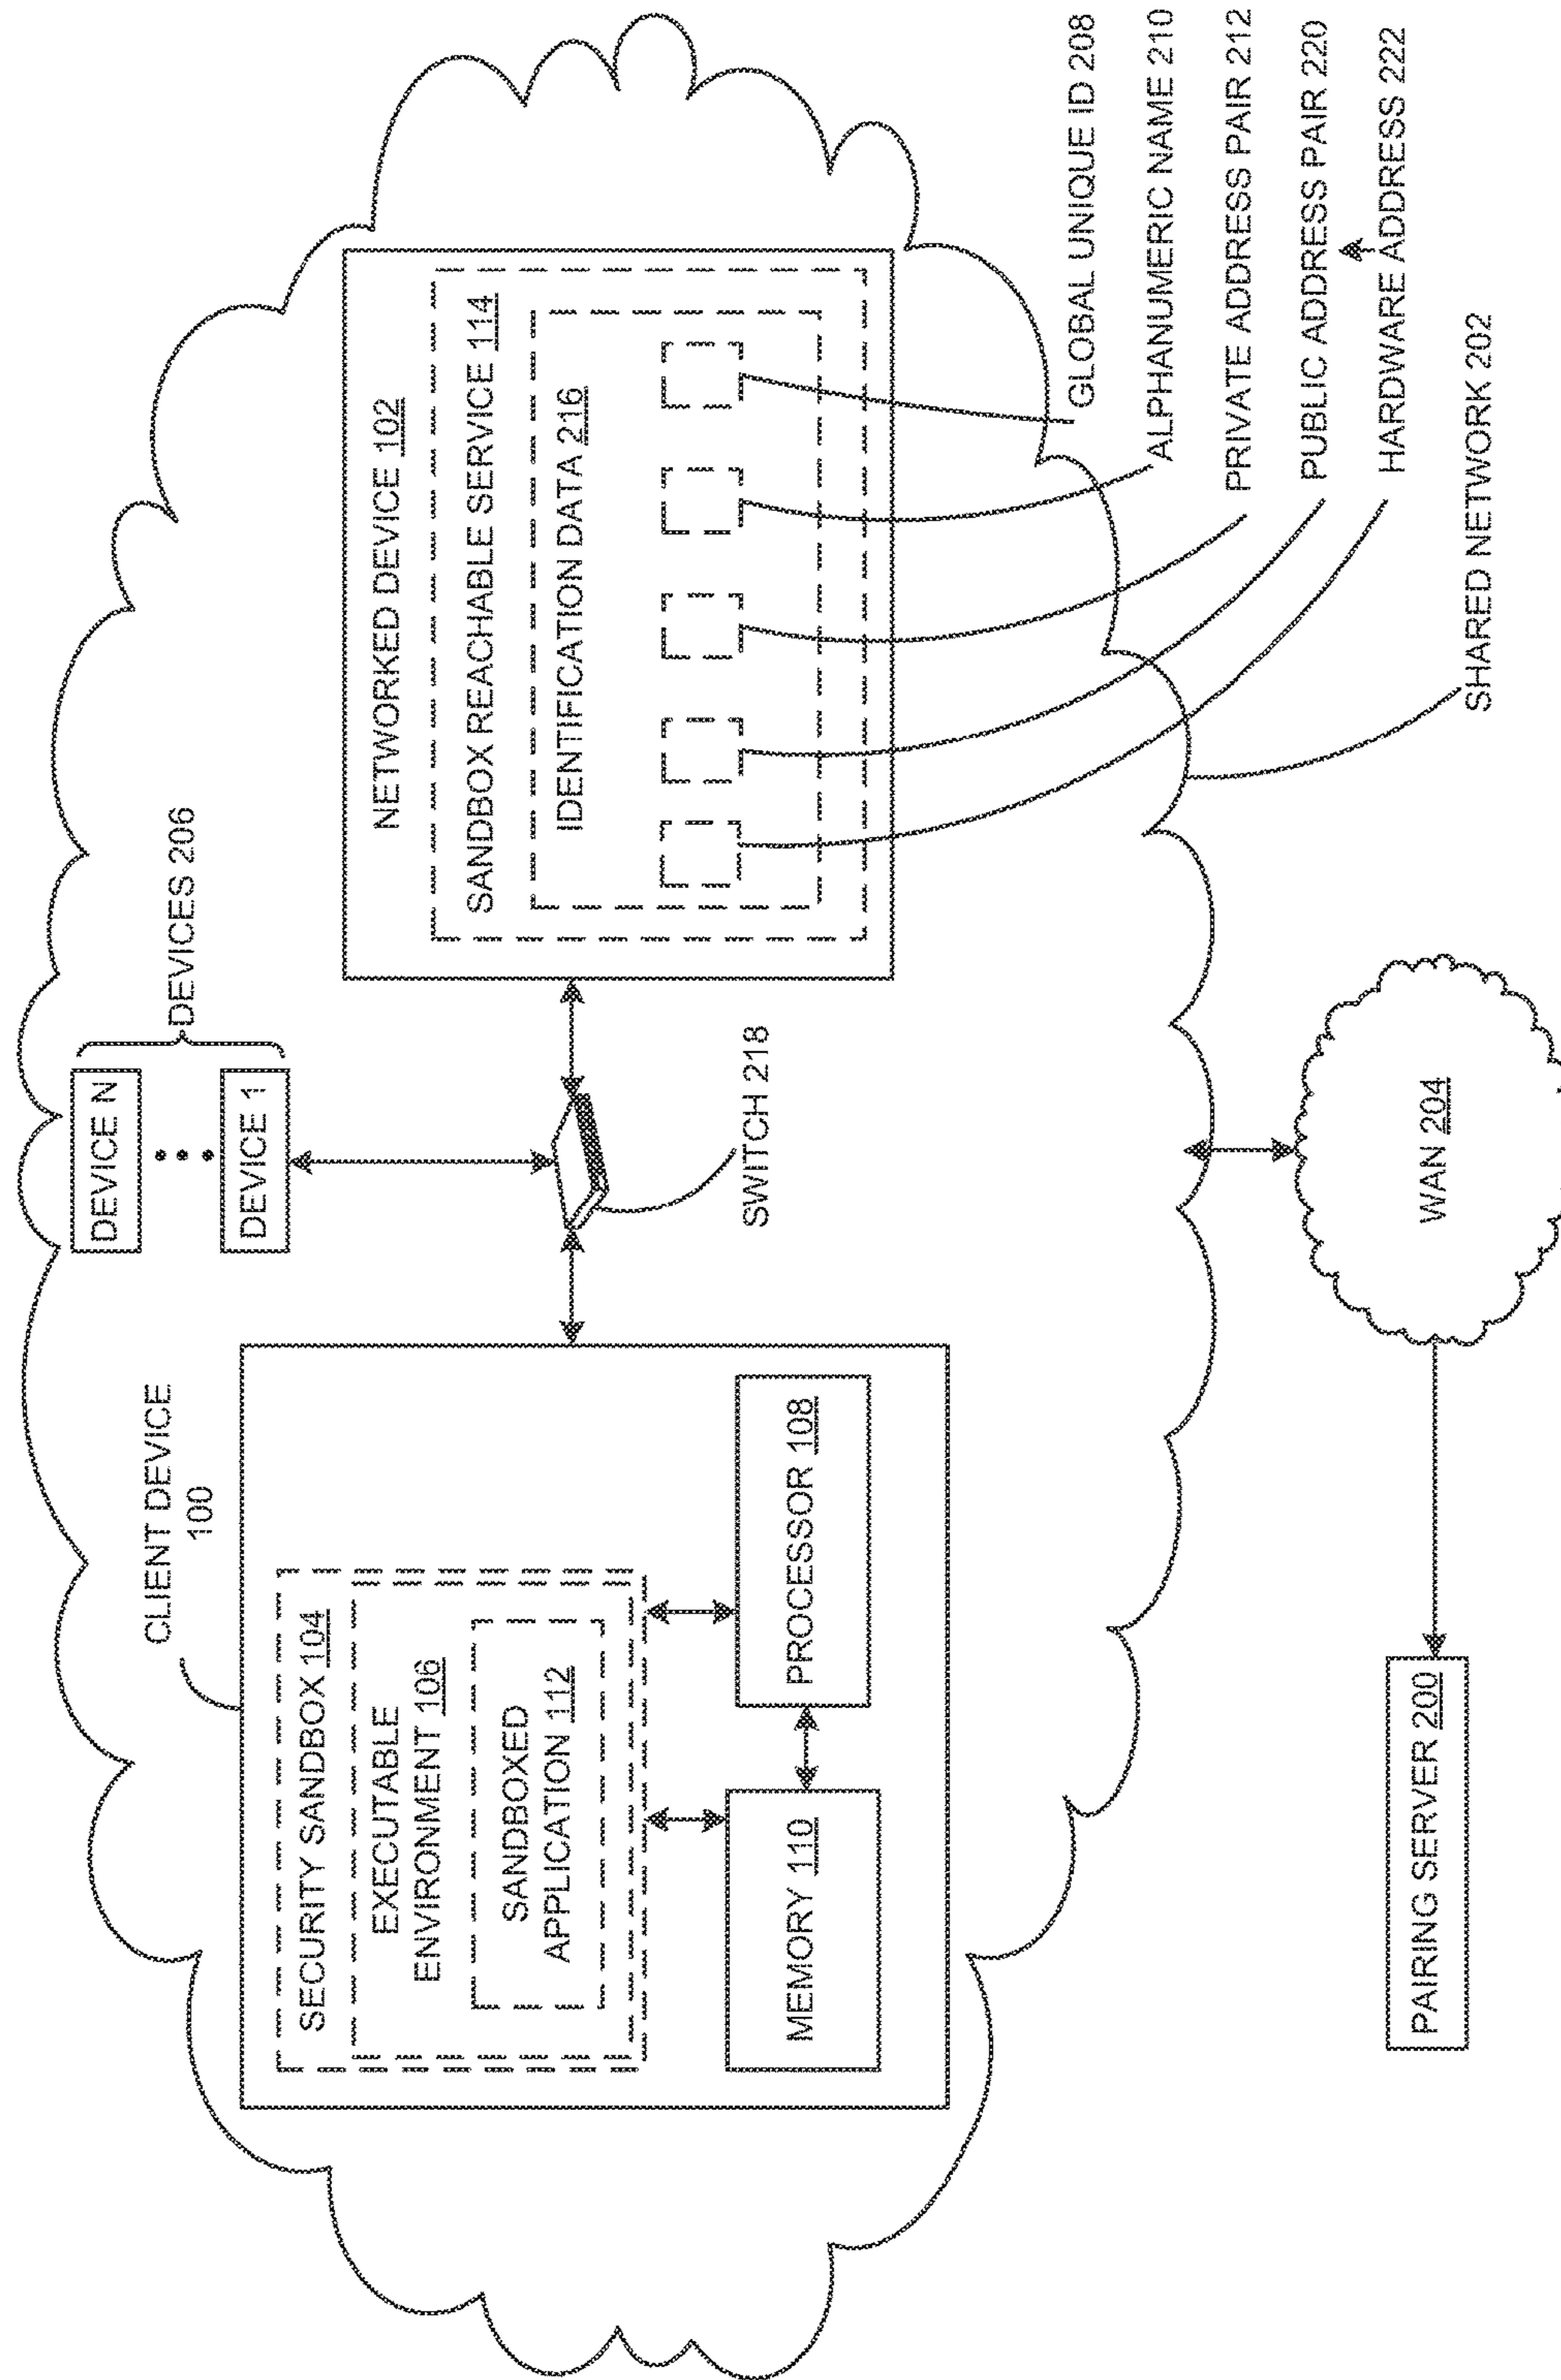 CLIENT DEVICE
100
SECURITY SANDBOX 104
EXECUTABLE
ENVIRONMENT 106
SANDBOXED
APPLICATION 112
MEMORY 110
PROCESSOR 108
DEVICE N
DEVICE 1
DEVICES 206
SWITCH 218
NETWORKED DEVICE 102
SANDBOX REACHABLE SERVICE 114
IDENTIFICATION DATA 216
GLOBAL UNIQUE ID 208
ALPHANUMERIC NAME 210
PRIVATE ADDRESS PAIR 212
PUBLIC ADDRESS PAIR 220
HARDWARE ADDRESS 222
SHARED NETWORK 202
PAIRING SERVER 200
WAN 204